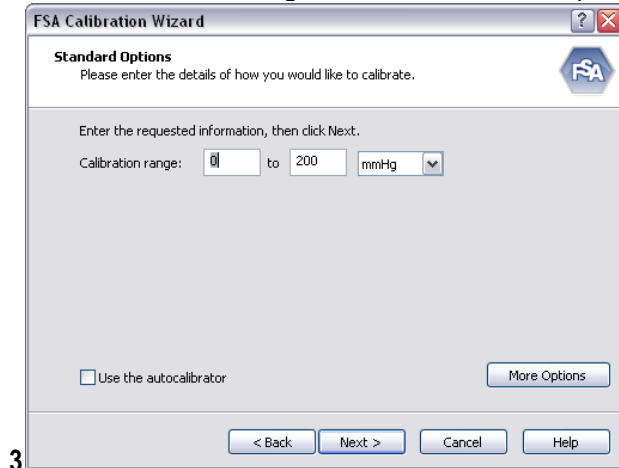 FSA Calibration Wizard
Standard Options
Please enter the details of how you would like to calibrate.
FSA
Enter the requested information, then click Next.
Calibration range: 0 to 200 mmHg
Use the autocalibrator
More Options
< Back Next > Cancel Help
3